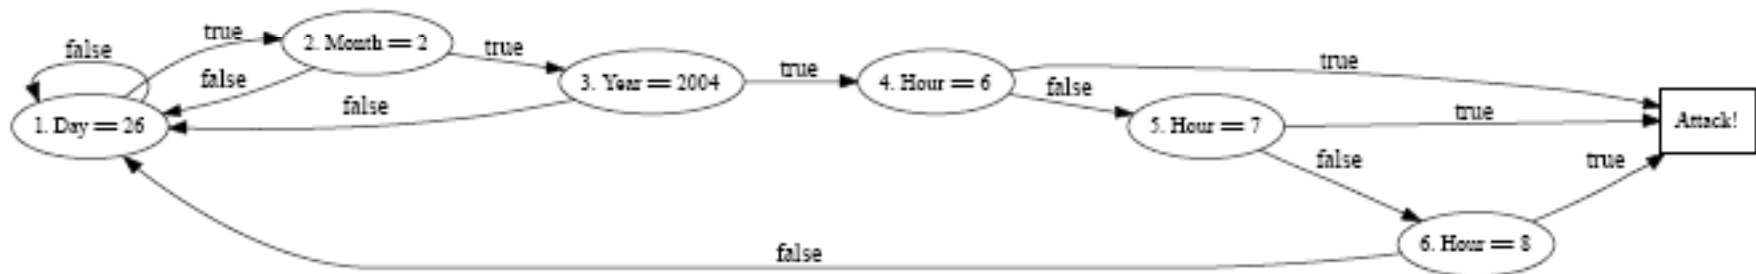 false
true
2. Month == 2
false
true
1. Day == 26
false
3. Year == 2004
true
4. Hour == 6
true
false
5. Hour == 7
true
Attack!
false
true
6. Hour == 8
false